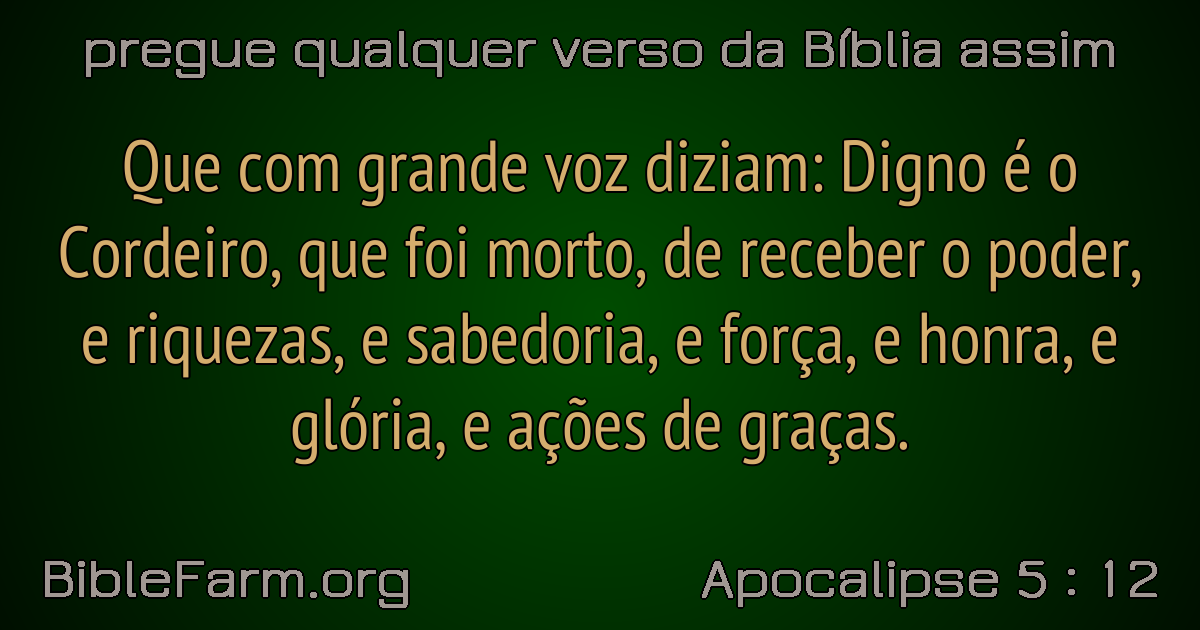 pregue qualquer verso da Bíblia assim
Que com grande voz diziam: Digno é o
Cordeiro, que foi morto, de receber o poder,
e riquezas, e sabedoria, e força, e honra, e
glória, e ações de graças.
BibleFarm.org
Apocalipse 5 : 12